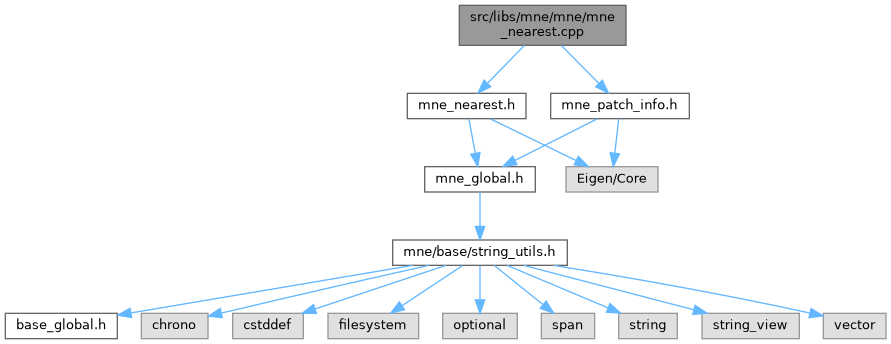 src/libs/mne/mne/mne
_nearest.cpp
mne_nearest.h
mne_patch_info.h
mne_global.h
Eigen/Core
mne/base/string_utils.h
base_global.h
chrono
cstddef
filesystem
optional
span
string
string_view
vector